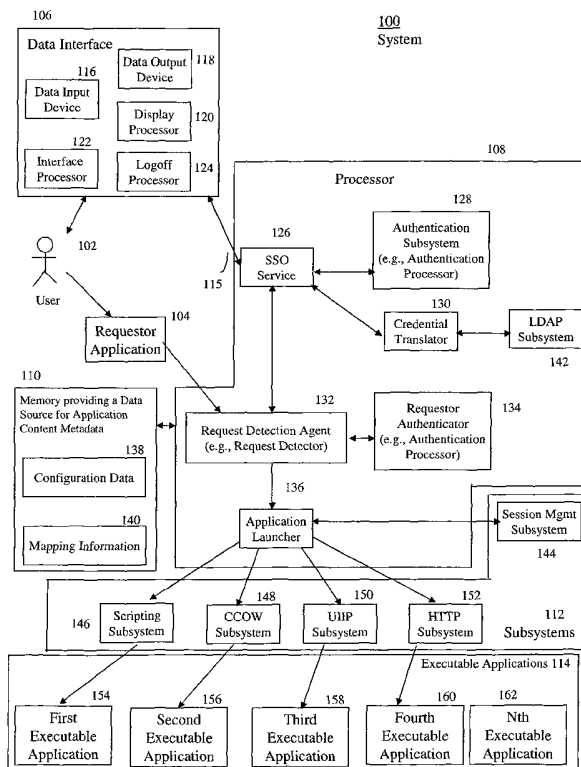 100
System
106
Data Interface
116
Data Input
Device
118
Data Output
Device
120
Display
Processor
122
Interface
Processor
124
Logoff
Processor
108
Processor
102
User
115
126
SSO
Service
128
Authentication
Subsystem
(e.g., Authentication
Processor)
104
Requestor
Application
130
Credential
Translator
LDAP
Subsystem
142
110
Memory providing a Data
Source for Application
Content Metadata
138
Configuration Data
140
Mapping Information
132
Request Detection Agent
(e.g., Request Detector)
134
Requestor
Authenticator
(e.g., Authentication
Processor)
136
Application
Launcher
Session Mgmt
Subsystem
144
146
Scripting
Subsystem
148
CCOW
Subsystem
150
Subsystem
152
HTTP
Subsystem
112
Subsystems
Executable Applications 114
154
First
Executable
Application
156
Second
Executable
Application
158
Third
Executable
Application
160
Fourth
Executable
Application
162
Nth
Executable
Application